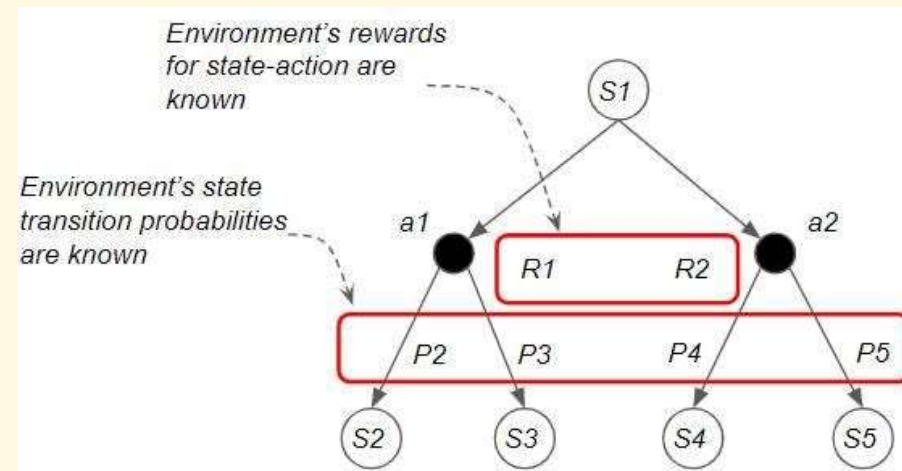 Environment's rewards
for state-action are
known
S1
Environment's state
transition probabilities
are known
a1
a2
R1 R2
P2 P3 P4 P5
S2 S3 S4 S5